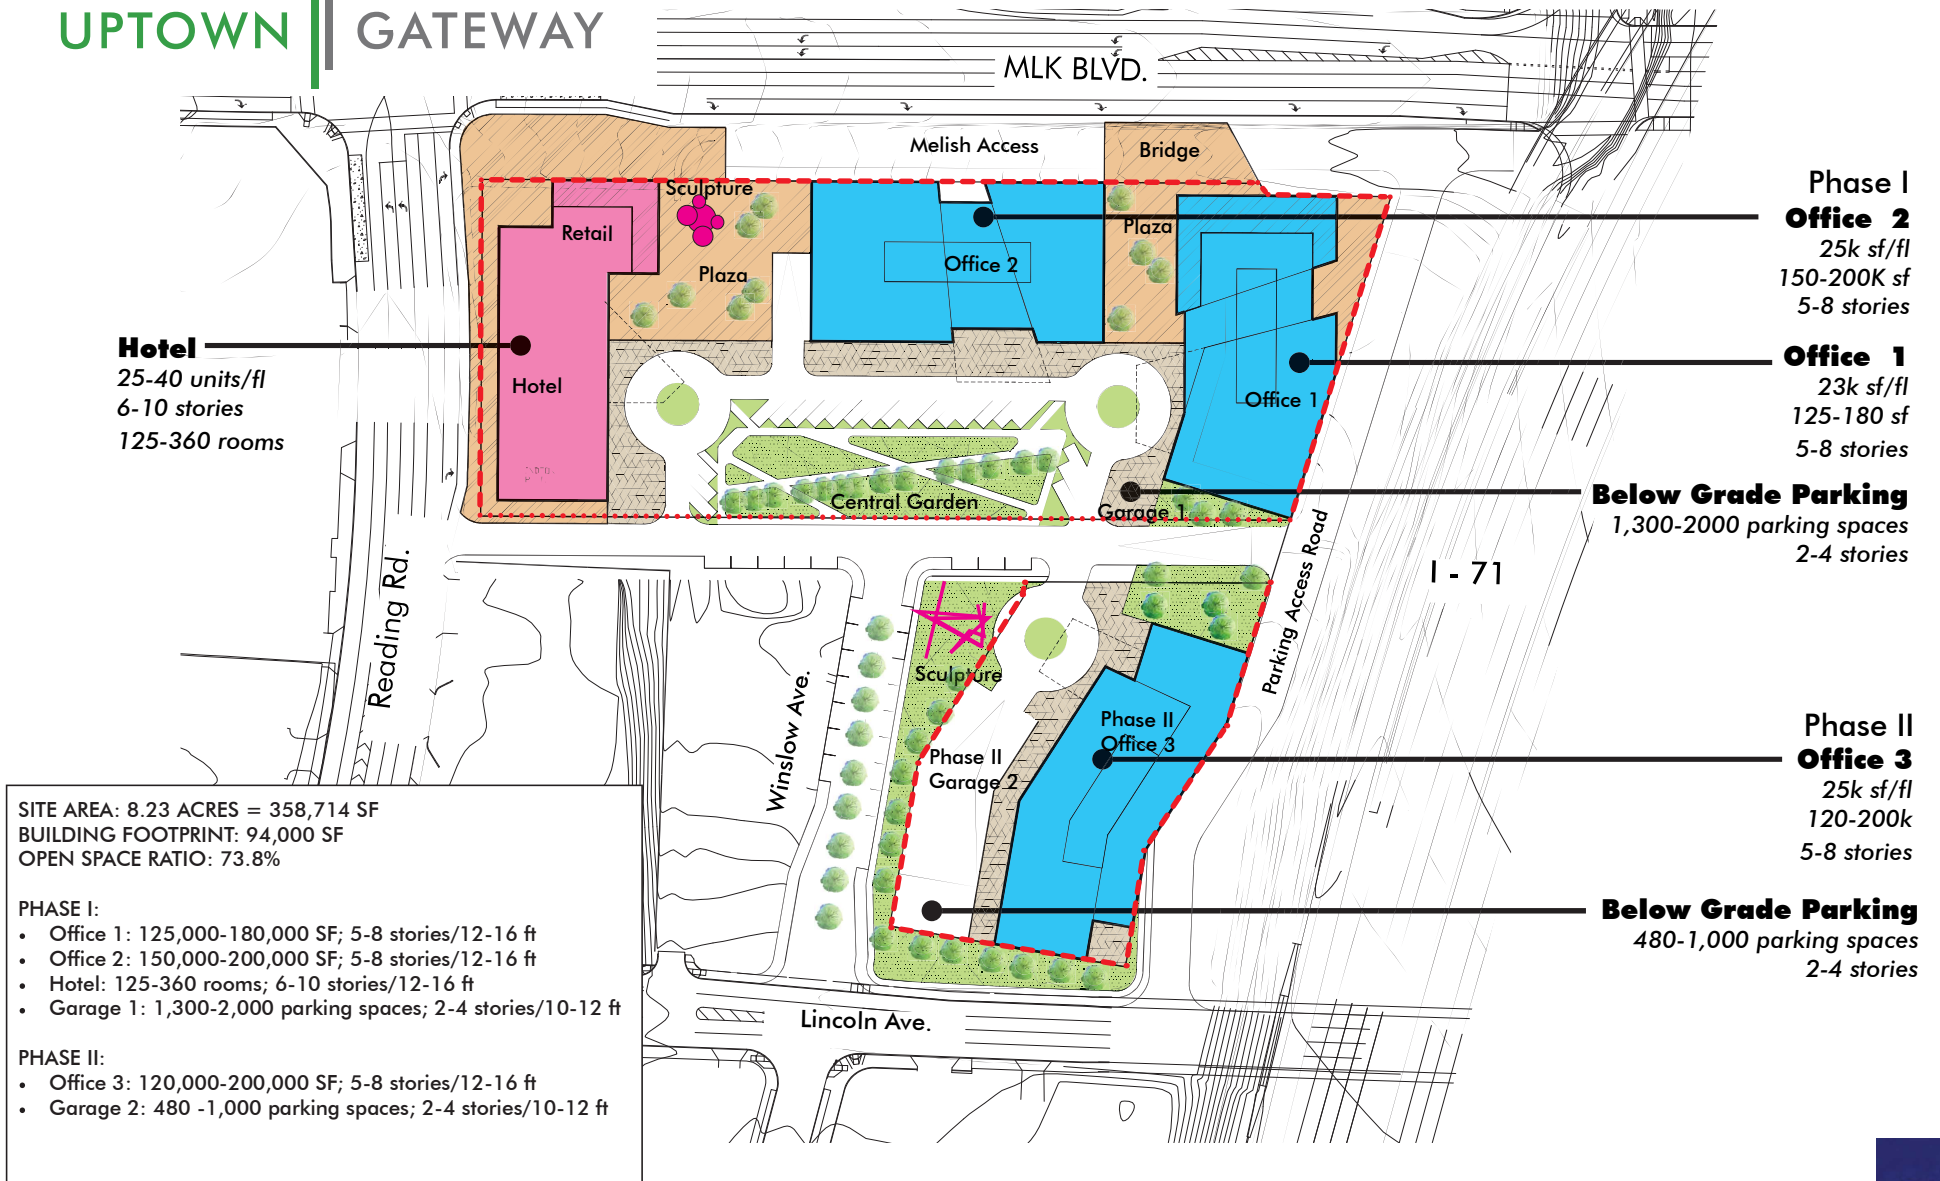 UPTOWN GATEWAY
MLK BLVD.
Melish Access
Bridge
Sculpture
Retail
Plaza
Plaza
Office 2
Hotel
Office 1
Central Garden
Garage 1
Hotel
25-40 units/fl
6-10 stories
125-360 rooms
Phase I
Office 2
25k sf/fl
150-200K sf
5-8 stories
Office 1
23k sf/fl
125-180 sf
5-8 stories
Below Grade Parking
1,300-2000 parking spaces
2-4 stories
I - 71
Parking Access Road
Reading Rd.
Winslow Ave.
Sculpture
Phase II
Office 3
Phase II
Garage 2
Phase II
Office 3
25k sf/fl
120-200k
5-8 stories
Below Grade Parking
480-1,000 parking spaces
2-4 stories
Lincoln Ave.
SITE AREA: 8.23 ACRES = 358,714 SF
BUILDING FOOTPRINT: 94,000 SF
OPEN SPACE RATIO: 73.8%
PHASE I:
• Office 1: 125,000-180,000 SF; 5-8 stories/12-16 ft
• Office 2: 150,000-200,000 SF; 5-8 stories/12-16 ft
• Hotel: 125-360 rooms; 6-10 stories/12-16 ft
• Garage 1: 1,300-2,000 parking spaces; 2-4 stories/10-12 ft
PHASE II:
• Office 3: 120,000-200,000 SF; 5-8 stories/12-16 ft
• Garage 2: 480 -1,000 parking spaces; 2-4 stories/10-12 ft